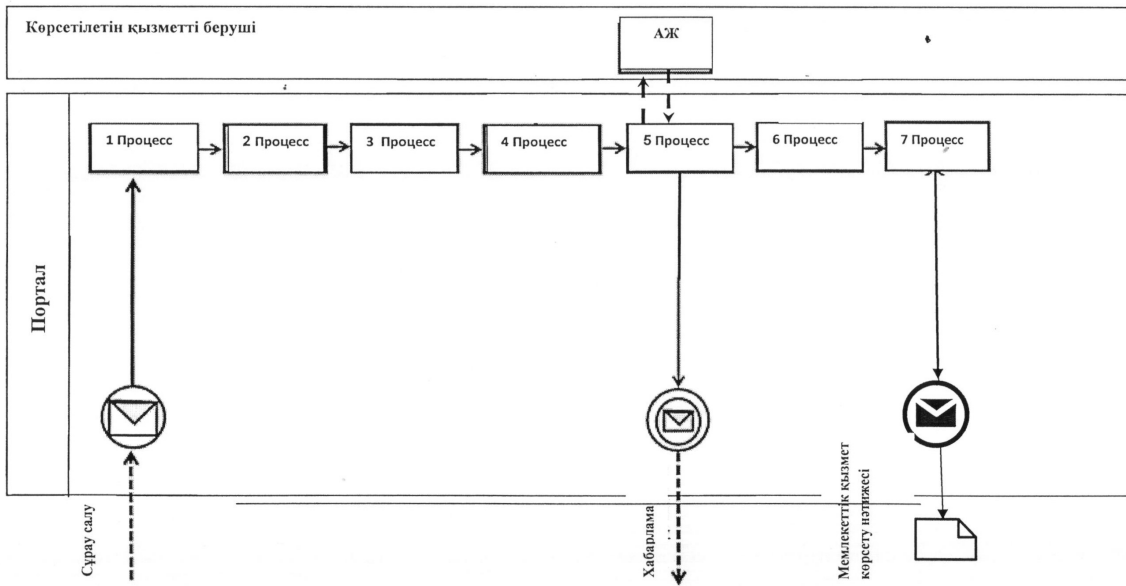 Көрсетілетін қызметті беруші
АЖ
Портал
1 Процесс
2 Процесс
3 Процесс
4 Процесс
5 Процесс
6 Процесс
7 Процесс
Сұрау салу
Хабарлама
Мемлекеттік қызмет
көрсету нәтижесі